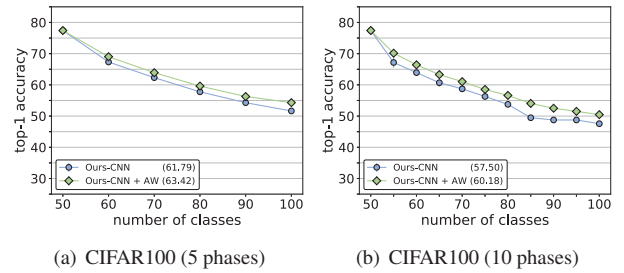 80
70
60
50
40
30
top-1 accuracy
Ours-CNN (61.79)
Ours-CNN + AW (63.42)
50 60 70 80 90 100
number of classes
(a) CIFAR100 (5 phases)
80
70
60
50
40
30
top-1 accuracy
Ours-CNN (57.50)
Ours-CNN + AW (60.18)
50 60 70 80 90 100
number of classes
(b) CIFAR100 (10 phases)